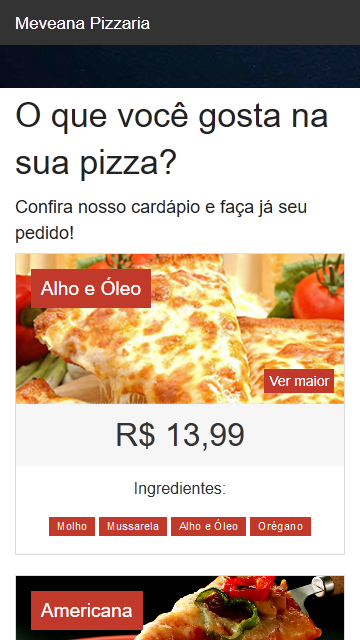 Meveana Pizzaria
O que você gosta na
sua pizza?
Confira nosso cardápio e faça já seu
pedido!
Alho e Óleo
Ver maior
R$ 13,99
Ingredientes:
Molho Mussarela Alho e Óleo Orégano
Americana